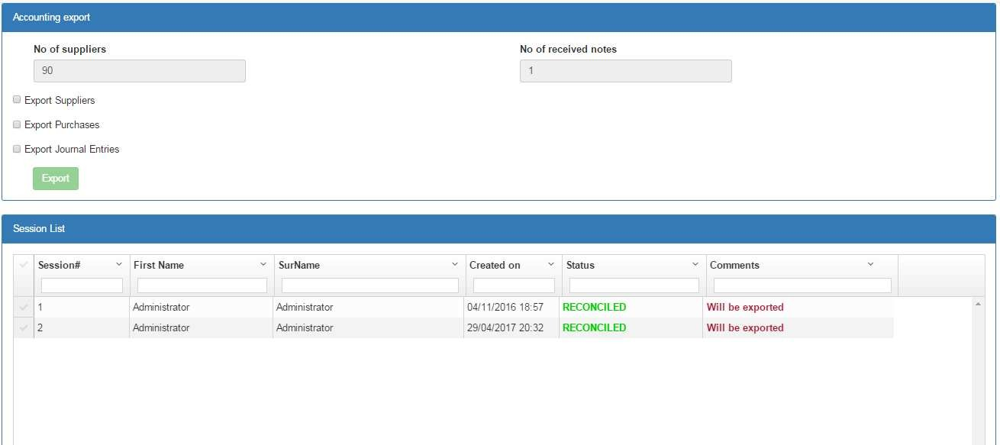 Accounting export
No of suppliers No of received notes
90 1
Export Suppliers
Export Purchases
Export Journal Entries
Export
Session List
Session# First Name SurName Created on Status Comments
1 Administrator Administrator 04/11/2016 18:57 RECONCILED Will be exported
2 Administrator Administrator 29/04/2017 20:32 RECONCILED Will be exported